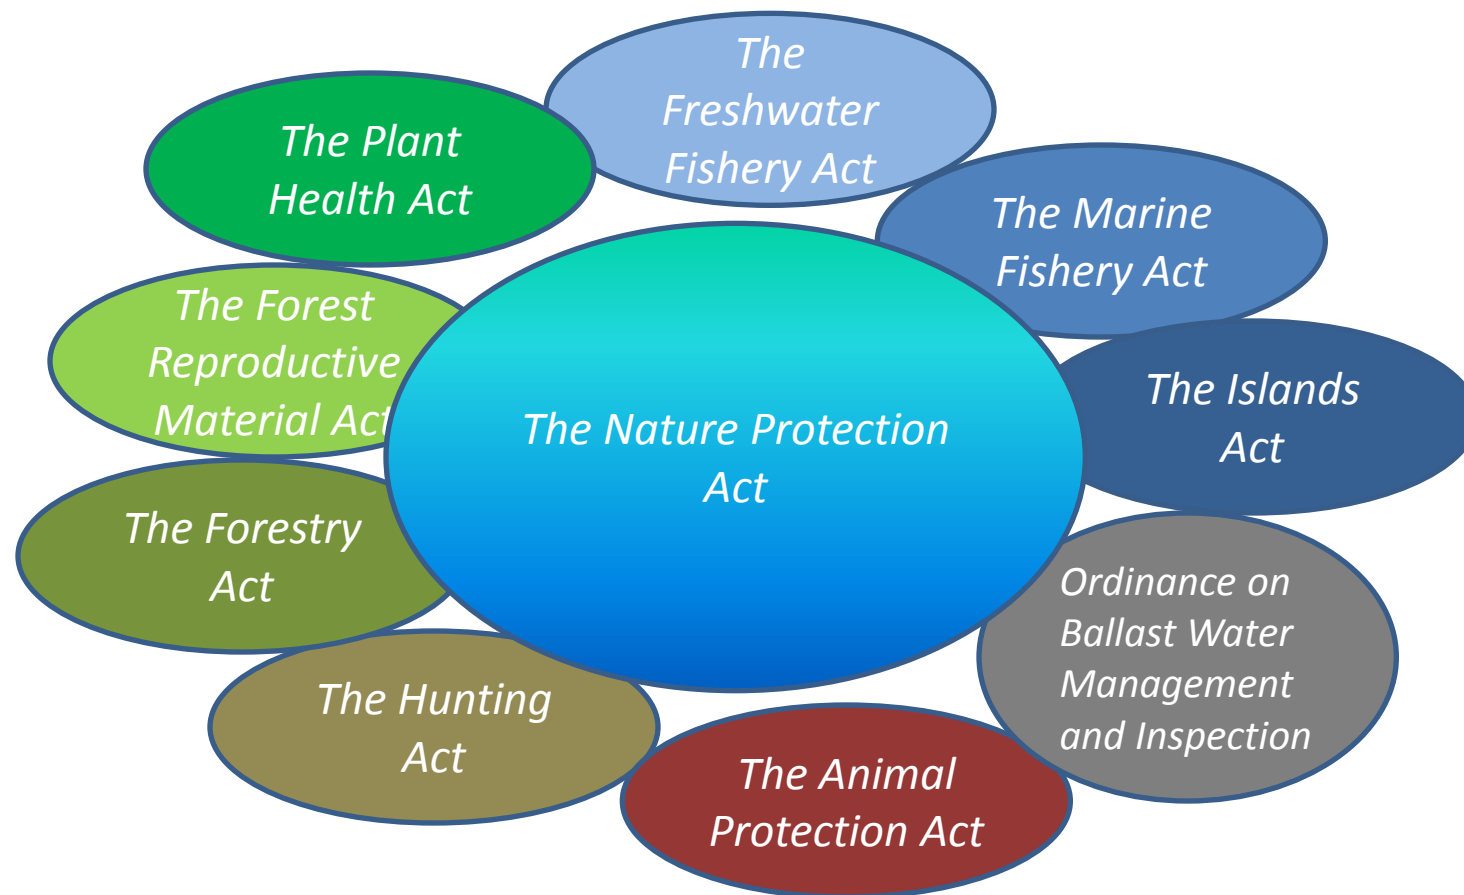 The
Freshwater
Fishery Act
The Plant
Health Act
The Marine
Fishery Act
The Forest
Reproductive
Material Act
The Islands
Act
The Nature Protection
Act
The Forestry
Act
Ordinance on
Ballast Water
Management
and Inspection
The Hunting
Act
The Animal
Protection Act